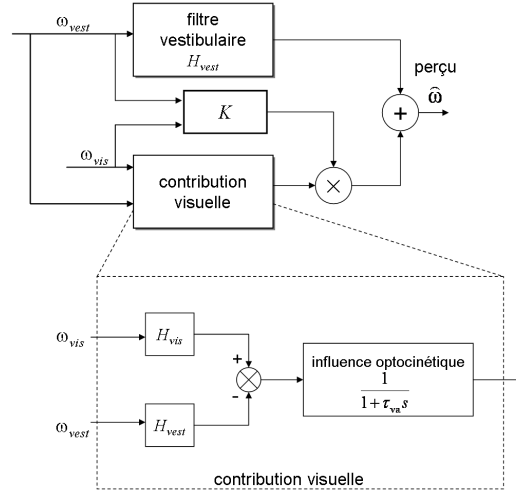 ω_vest
filtre
vestibulaire
H_vest
perçu
ω̂
+
K
ω_vis
contribution
visuelle
×
ω_vis
H_vis
+
-
influence optocinétique
1
1+τ_va s
ω_vest
H_vest
contribution visuelle